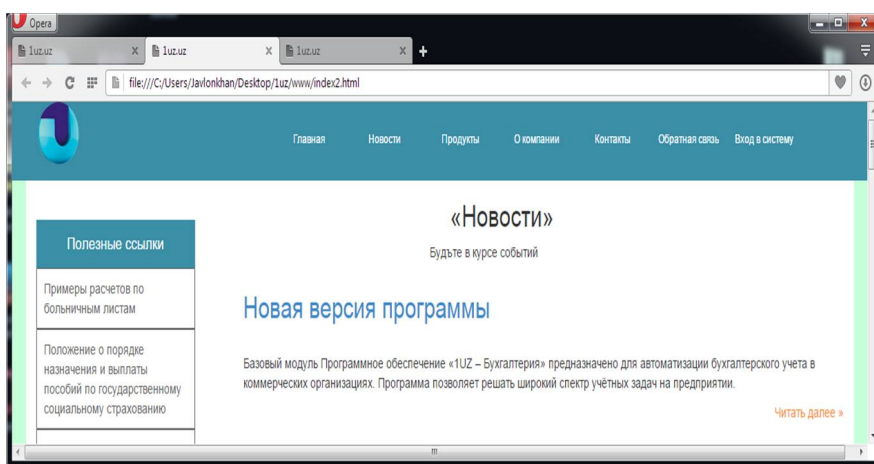 Opera
1uz.uz
1uz.uz
1uz.uz
file:///C:/Users/Javlonkhan/Desktop/1uz/www/index2.html
Главная Новости Продукты О компании Контакты Обратная связь Вход в систему
Полезные ссылки
Примеры расчетов по
больничным листам
Положение о порядке
назначения и выплаты
пособий по государственному
социальному страхованию
«Новости»
Будьте в курсе событий
Новая версия программы
Базовый модуль Программное обеспечение «1UZ – Бухгалтерия» предназначено для автоматизации бухгалтерского учета в
коммерческих организациях. Программа позволяет решать широкий спектр учётных задач на предприятии.
Читать далее »